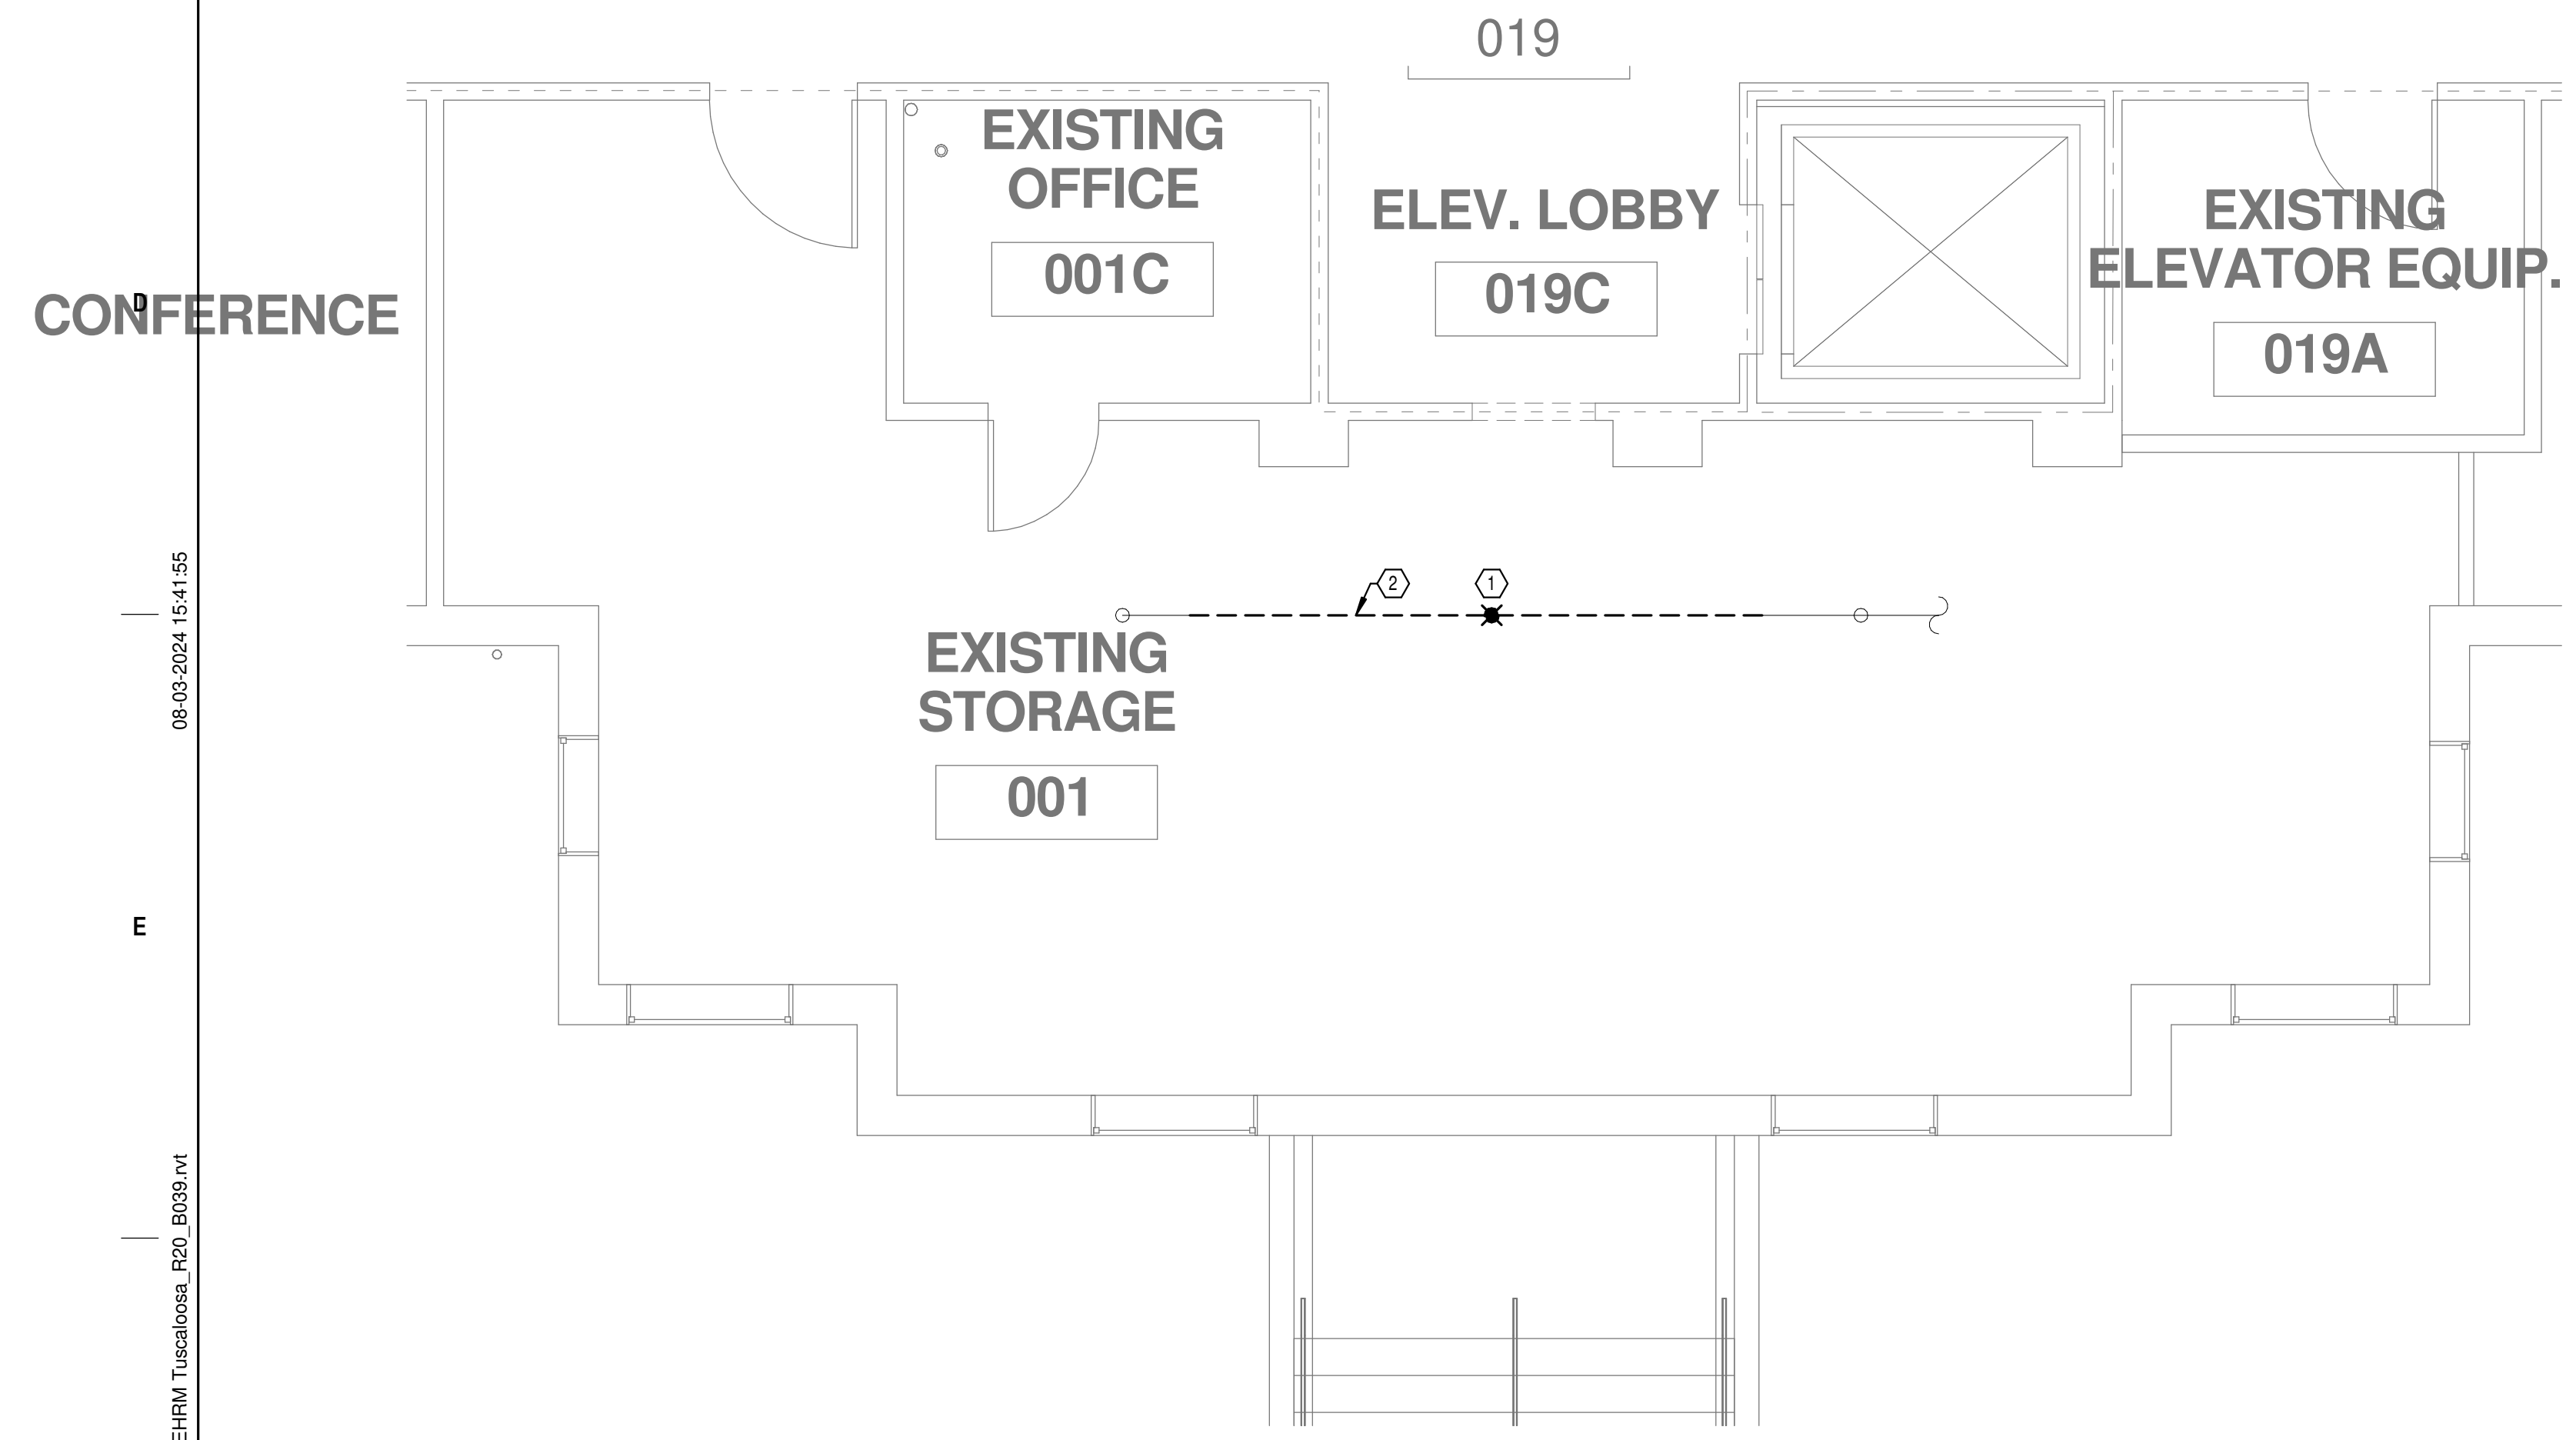 019
EXISTING
OFFICE
001C
ELEV. LOBBY
019C
EXISTING
ELEVATOR EQUIP.
019A
CONFERENCE
D
2
1
EXISTING
STORAGE
001
E
08-03-2024 15:41:55
EHRM Tuscaloosa_R20_B039.rvt